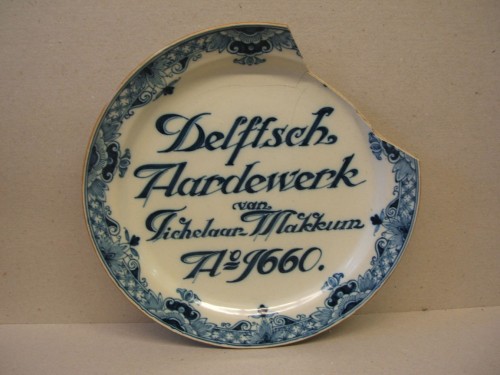 Delftsch
Aardewerk
van
Tichelaar Makkum
Aº 1660.